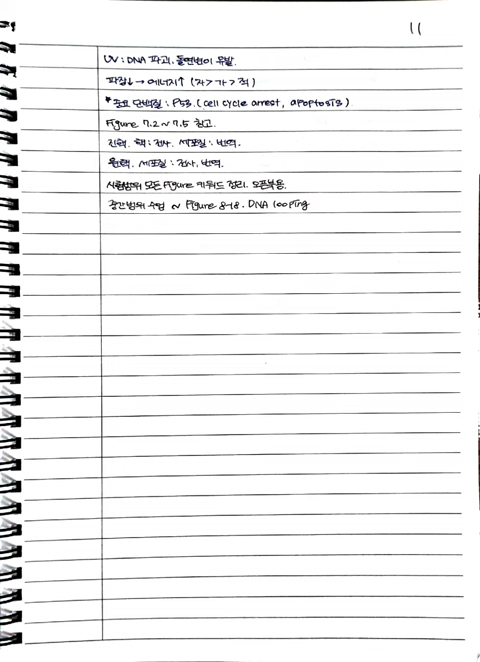 11
UV : DNA 파괴. 돌연변이 유발.
파장↓ → 에너지↑ (자>가>적)
* 주요 단백질 : P53. (cell cycle arrest, apoptosis)
Figure 7.2 ~ 7.5 참고.
진핵. 핵 : 전사. 세포질 : 번역.
원핵. 세포질 : 전사, 번역.
시험범위 모든 Figure 키워드 정리. 오픈북용.
중간범위 수업 ~ Figure 8-18. DNA looping